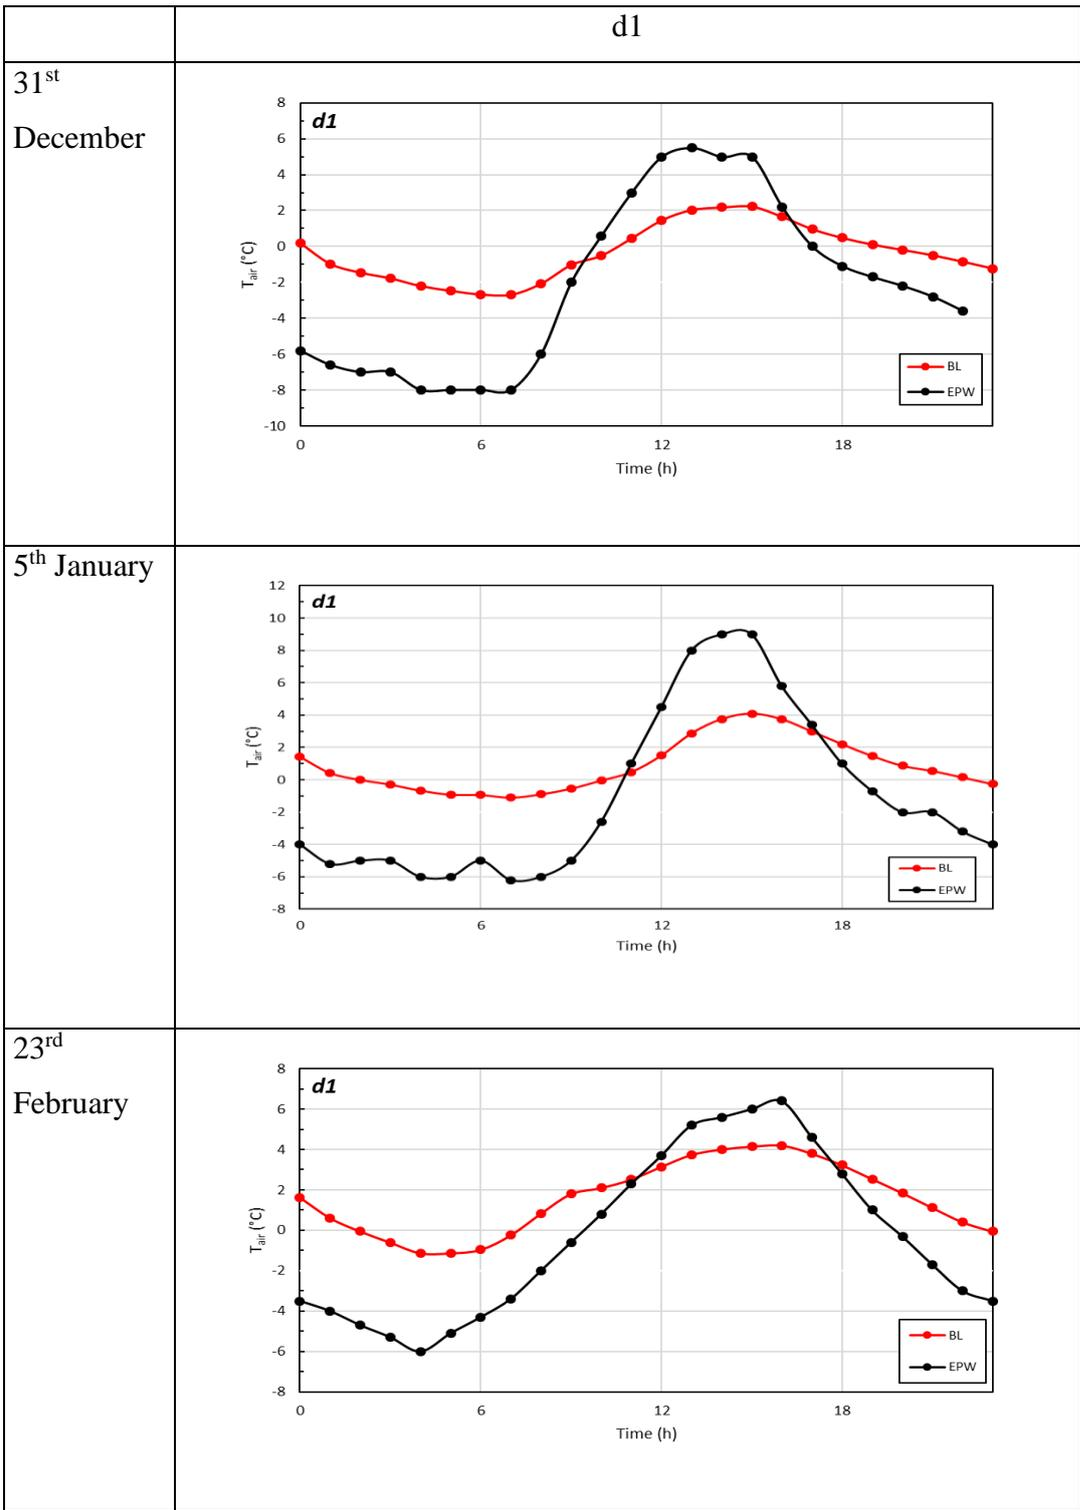 d1
31st
December
d1
8
6
4
2
0
-2
-4
-6
-8
-10
Tair (°C)
BL
EPW
0 6 12 18
Time (h)
5th January
d1
12
10
8
6
4
2
0
-2
-4
-6
-8
Tair (°C)
BL
EPW
0 6 12 18
Time (h)
23rd
February
d1
8
6
4
2
0
-2
-4
-6
-8
Tair (°C)
BL
EPW
0 6 12 18
Time (h)